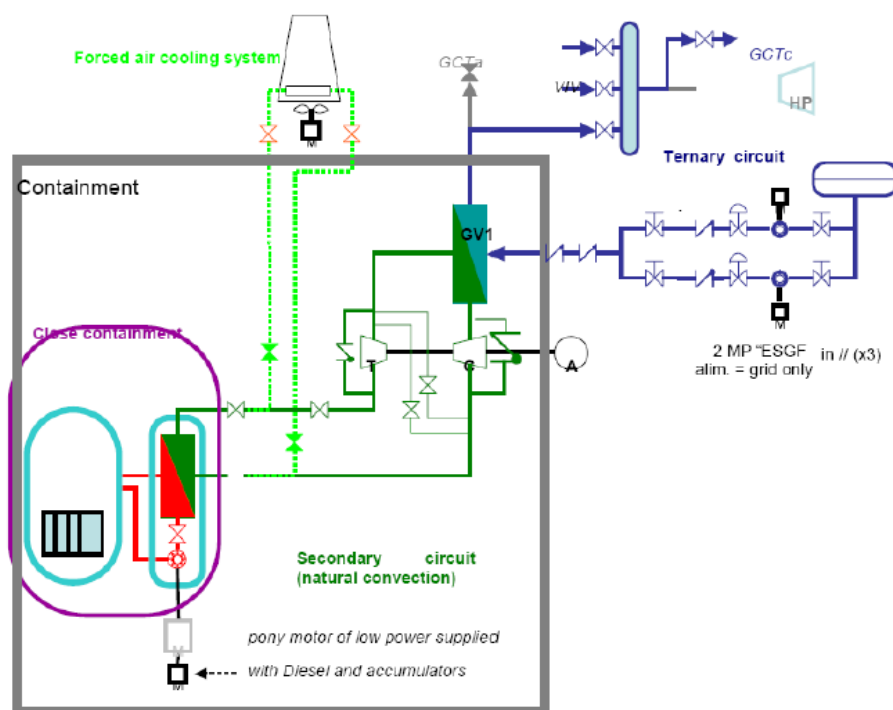 Forced air cooling system
M
GCTa
GCTc
VIV
HP
Ternary circuit
Containment
GV1
M
M
Close containment
T
C
A
2 MP “ESGF in // (x3)
alim. = grid only
Secondary circuit
(natural convection)
pony motor of low power supplied
M
with Diesel and accumulators
M